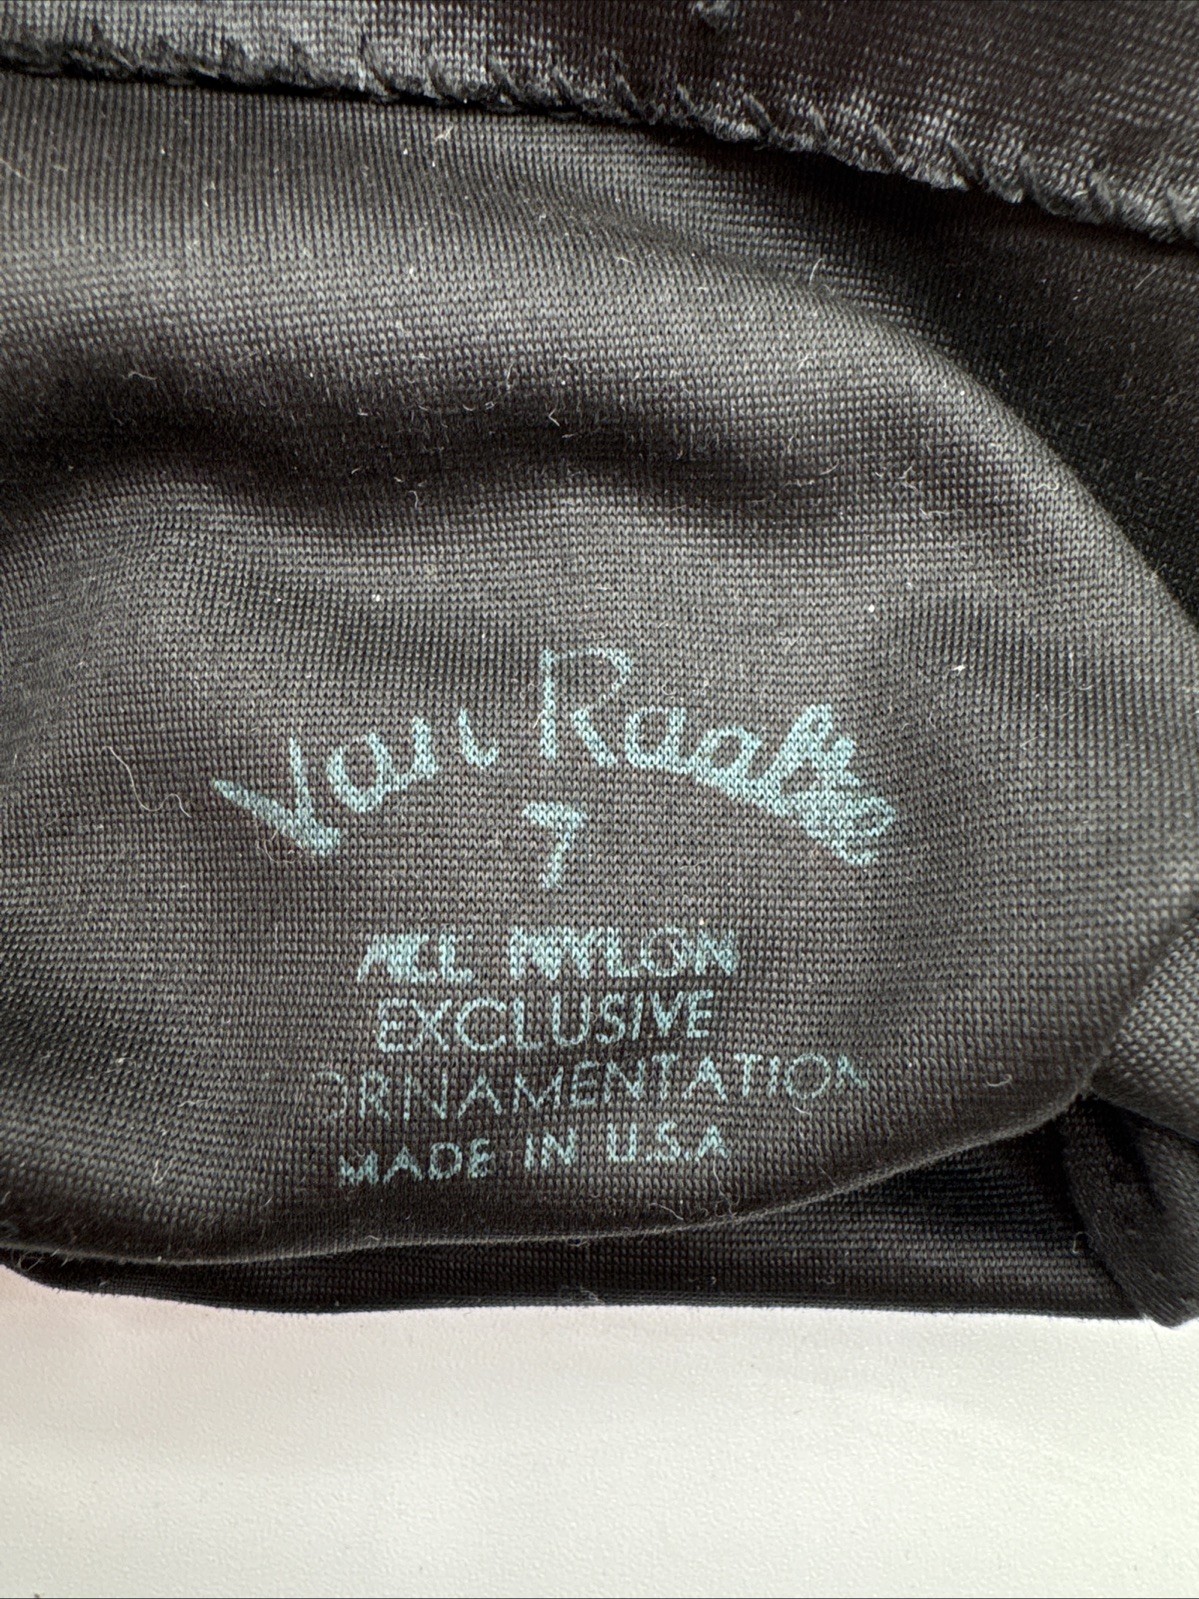 Van Raalte
7
ALL NYLON
EXCLUSIVE
ORNAMENTATION
MADE IN U.S.A